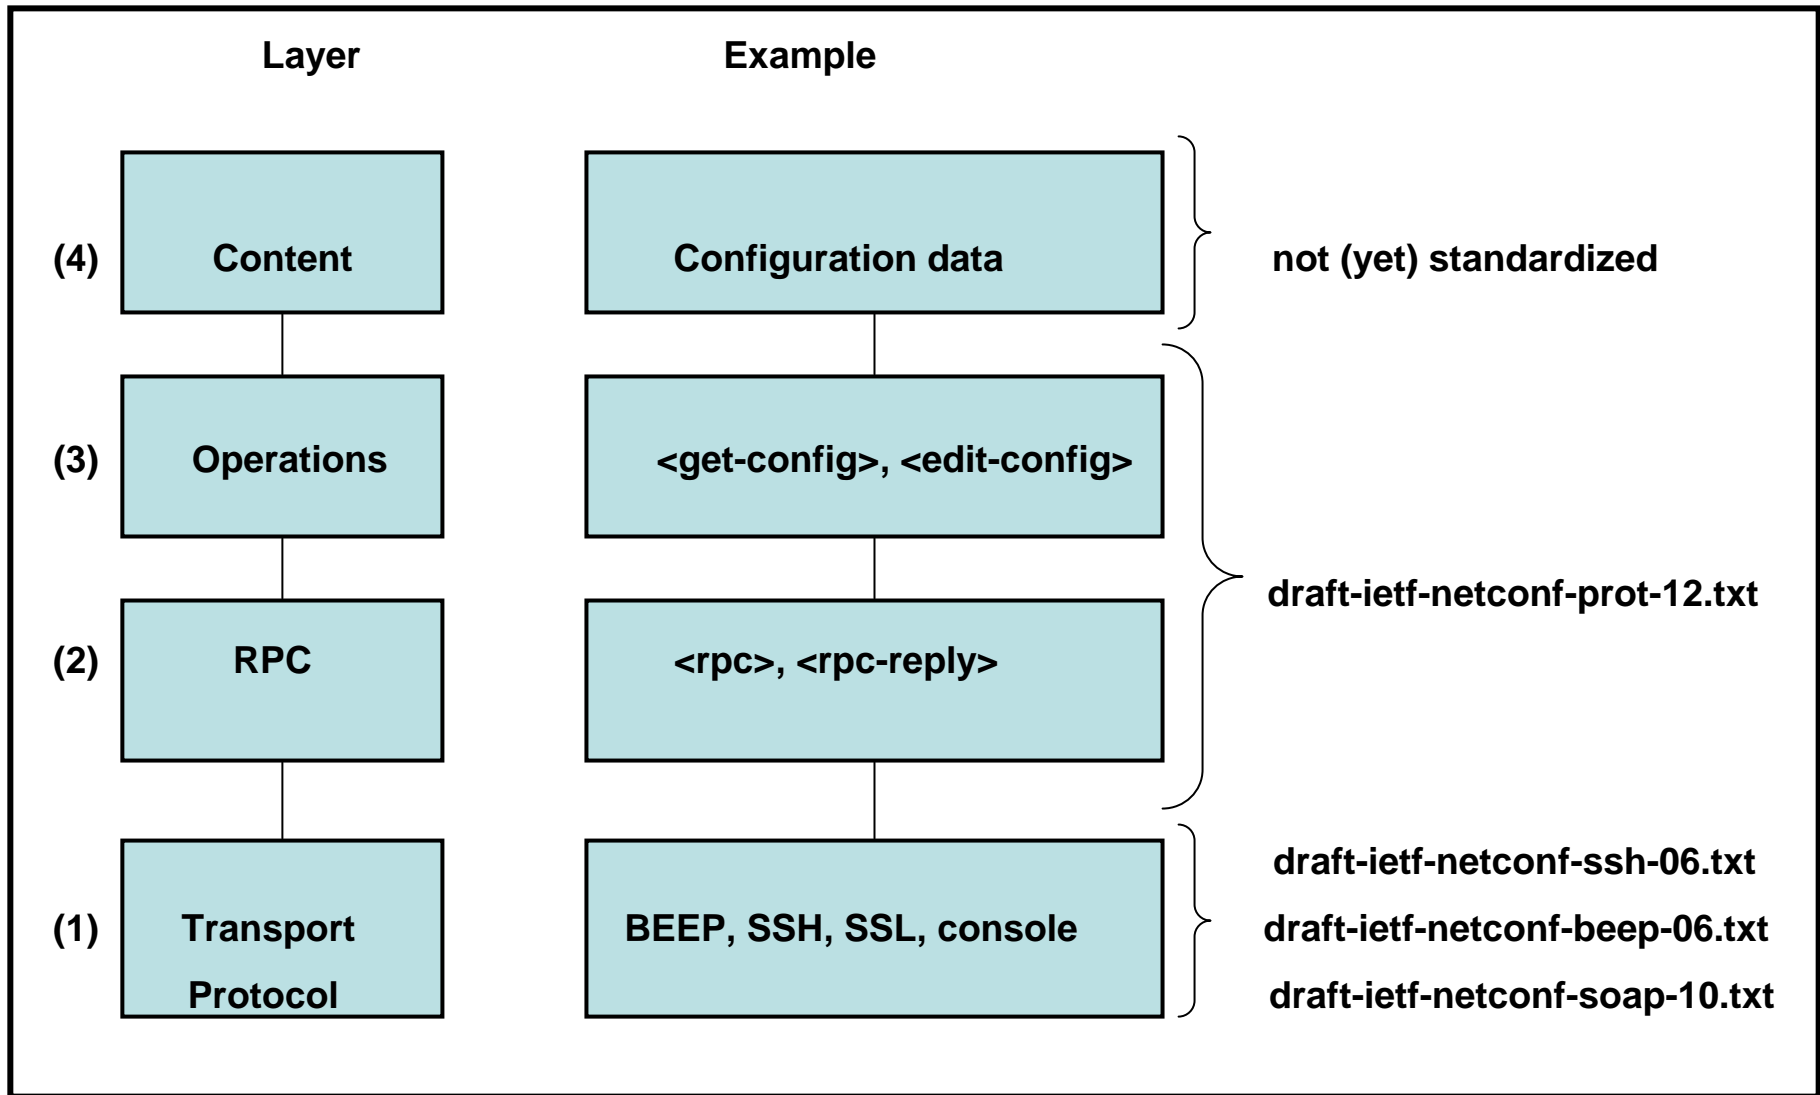 Layer Example
(4) Content Configuration data not (yet) standardized
(3) Operations <get-config>, <edit-config>
draft-ietf-netconf-prot-12.txt
(2) RPC <rpc>, <rpc-reply>
draft-ietf-netconf-ssh-06.txt
(1) Transport BEEP, SSH, SSL, console draft-ietf-netconf-beep-06.txt
Protocol draft-ietf-netconf-soap-10.txt